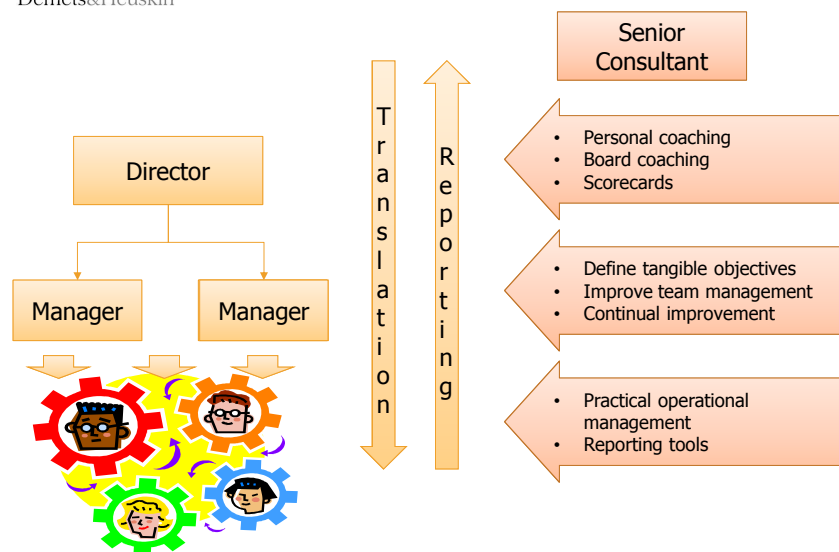 Senior
Consultant
Translation
Reporting
• Personal coaching
• Board coaching
• Scorecards
Director
• Define tangible objectives
• Improve team management
• Continual improvement
Manager
Manager
• Practical operational
management
• Reporting tools